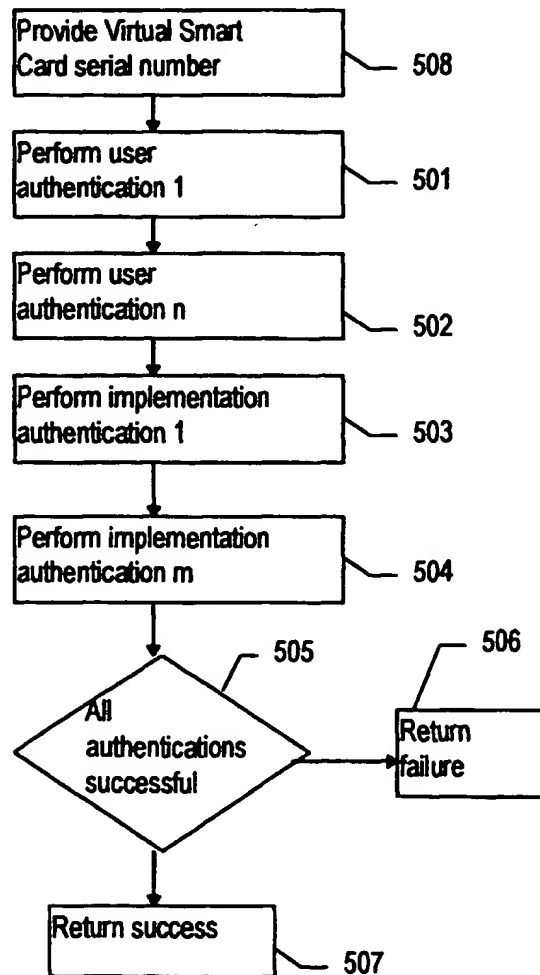 Provide Virtual Smart
Card serial number
508
Perform user
authentication 1
501
Perform user
authentication n
502
Perform implementation
authentication 1
503
Perform implementation
authentication m
504
505
All
authentications
successful
506
Return
failure
Return success
507